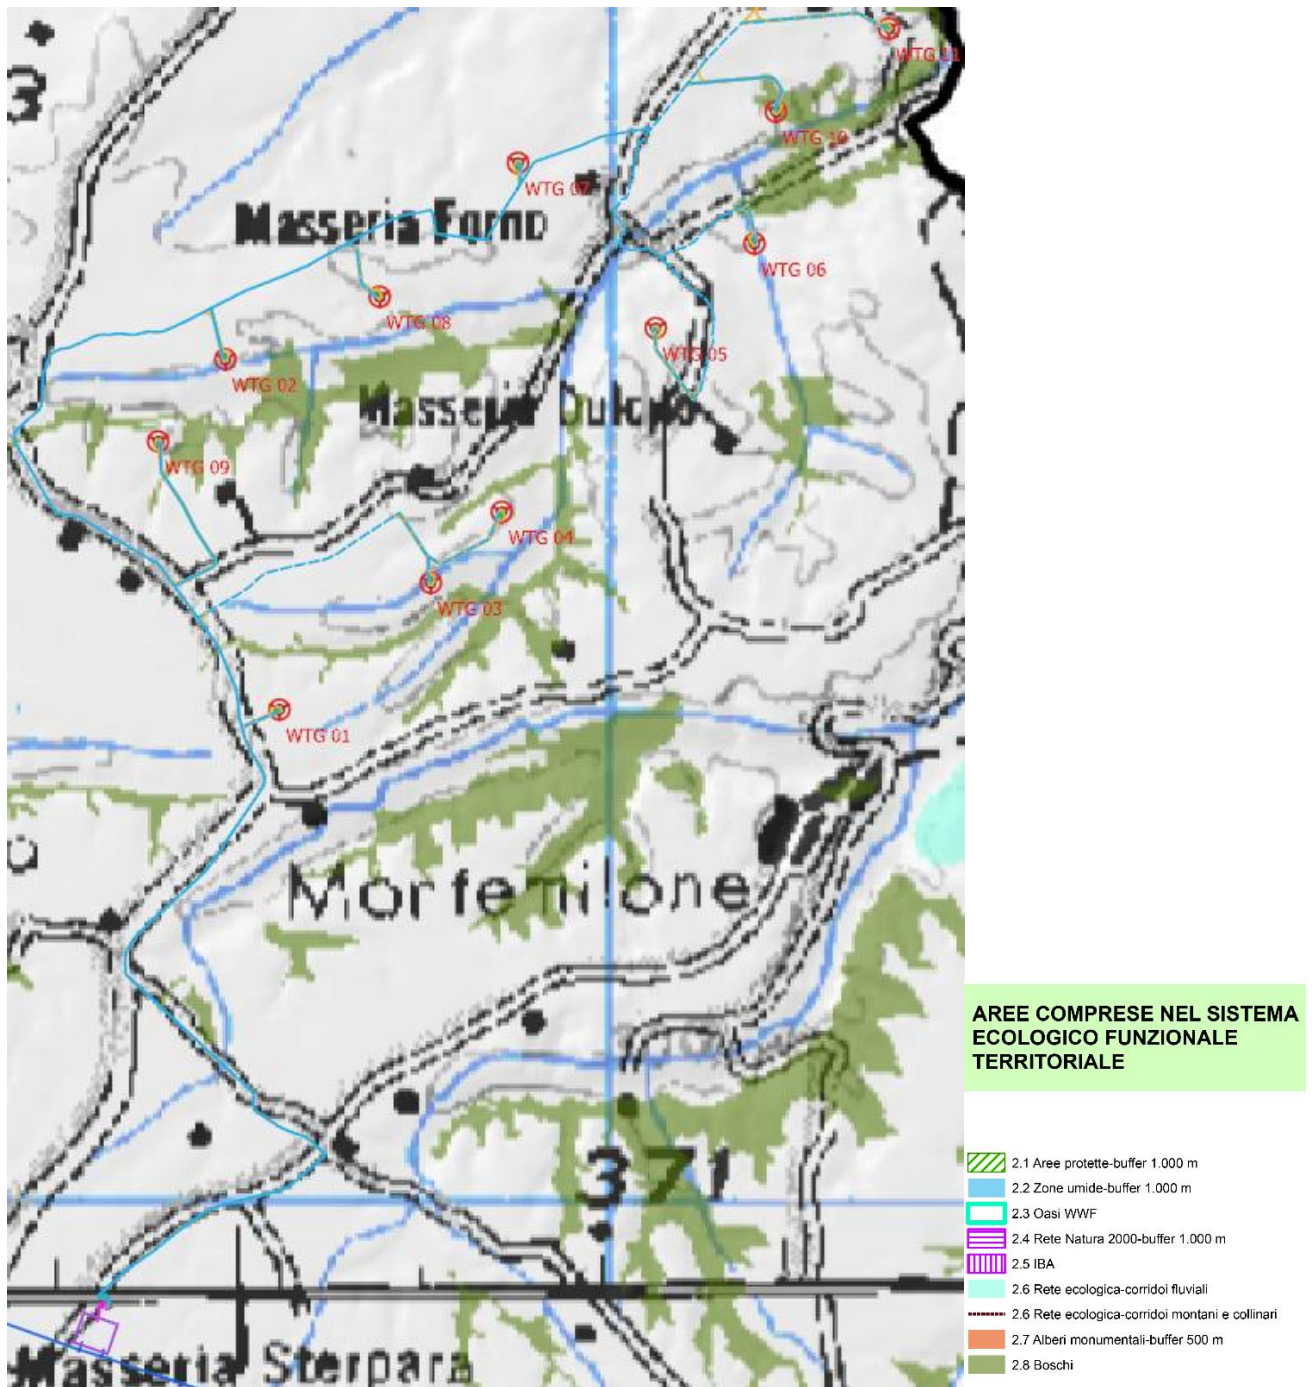 WTG 11
3
WTG 10
WTG 07
Masseria Forno
WTG 06
WTG 08
WTG 05
WTG 02
Masseria
WTG 09
WTG 04
WTG 03
WTG 01
Morfemilone
AREE COMPRESE NEL SISTEMA
ECOLOGICO FUNZIONALE
TERRITORIALE
371
2.1 Aree protette-buffer 1.000 m
2.2 Zone umide-buffer 1.000 m
2.3 Oasi WWF
2.4 Rete Natura 2000-buffer 1.000 m
2.5 IBA
2.6 Rete ecologica-corridoi fluviali
2.6 Rete ecologica-corridoi montani e collinari
2.7 Alberi monumentali-buffer 500 m
2.8 Boschi
Masseria Sterpara